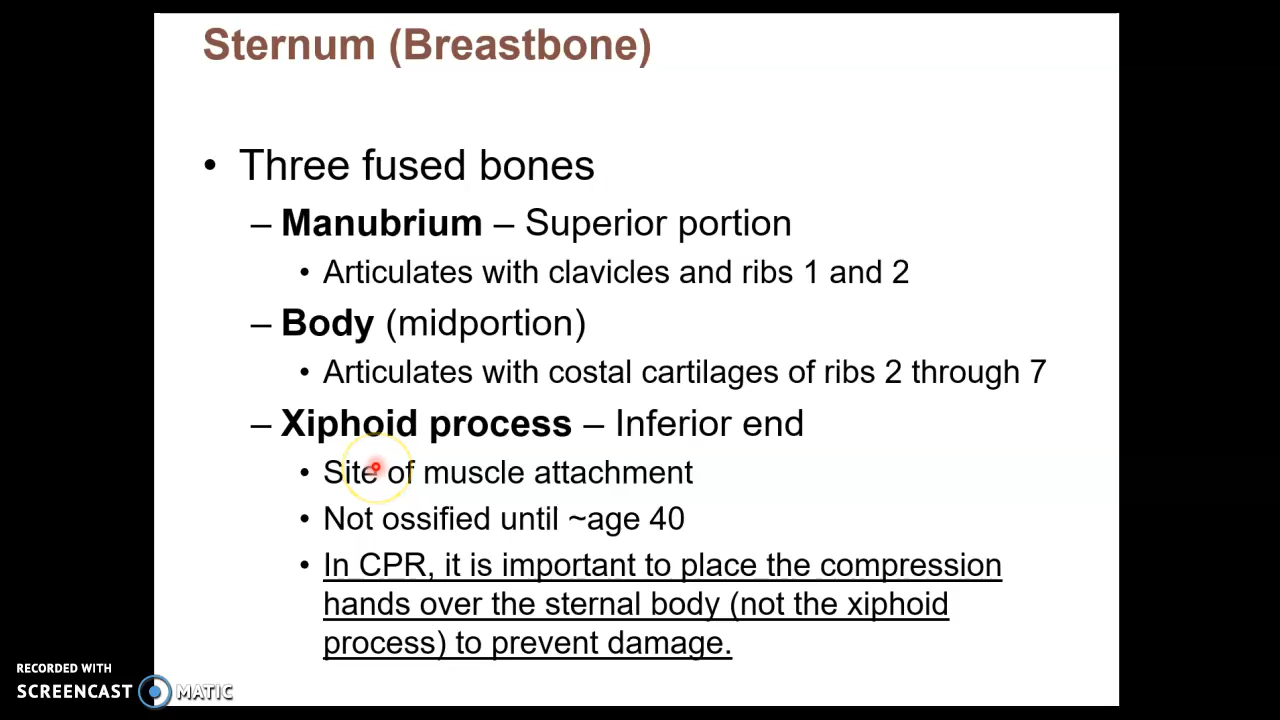 Sternum (Breastbone)
• Three fused bones
– Manubrium – Superior portion
• Articulates with clavicles and ribs 1 and 2
– Body (midportion)
• Articulates with costal cartilages of ribs 2 through 7
– Xiphoid process – Inferior end
• Site of muscle attachment
• Not ossified until ~age 40
• In CPR, it is important to place the compression
hands over the sternal body (not the xiphoid
process) to prevent damage.
RECORDED WITH
SCREENCAST MATIC